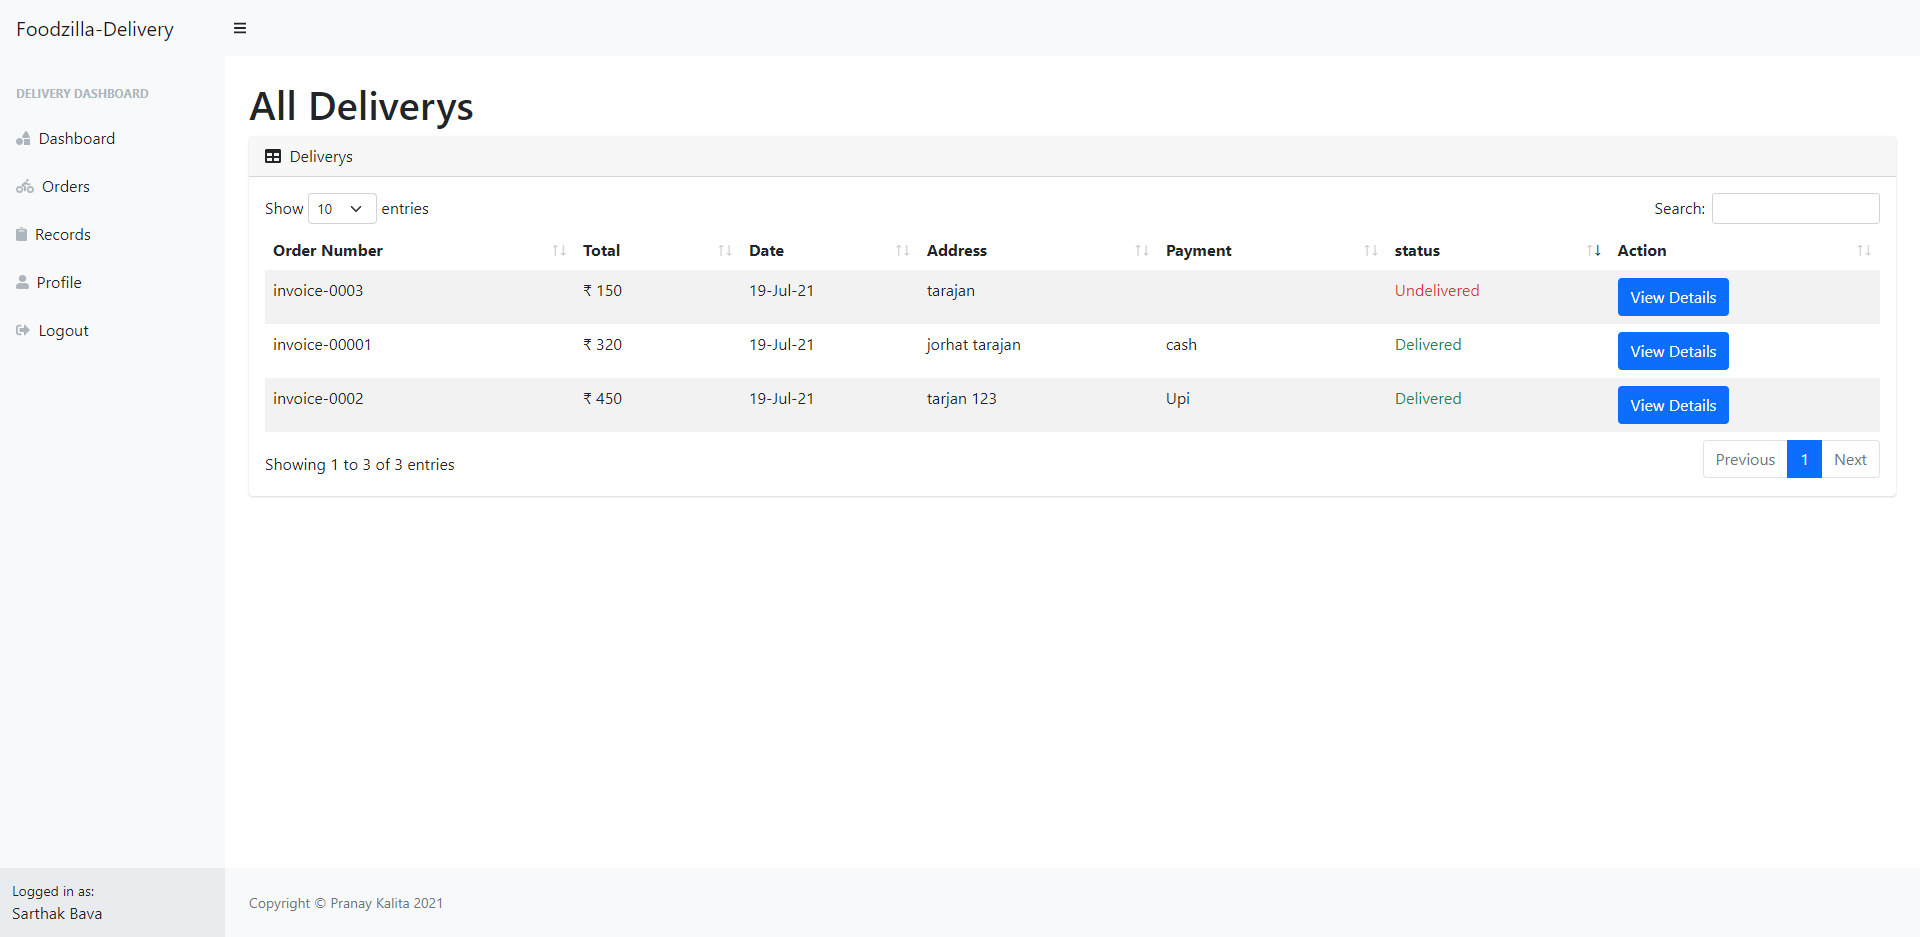 Foodzilla-Delivery
DELIVERY DASHBOARD
Dashboard
Orders
Records
Profile
Logout
Logged in as:
Sarthak Bava
All Deliverys
Deliverys
Show 10 entries Search:
Order Number Total Date Address Payment status Action
invoice-0003 ₹ 150 19-Jul-21 tarajan Undelivered View Details
invoice-00001 ₹ 320 19-Jul-21 jorhat tarajan cash Delivered View Details
invoice-0002 ₹ 450 19-Jul-21 tarjan 123 Upi Delivered View Details
Showing 1 to 3 of 3 entries Previous 1 Next
Copyright © Pranay Kalita 2021